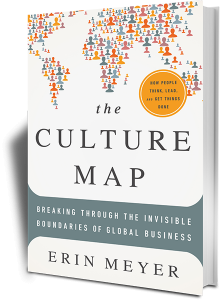 HOW PEOPLE
THINK, LEAD,
AND GET THINGS
DONE
the
CULTURE
MAP
BREAKING THROUGH THE INVISIBLE
BOUNDARIES OF GLOBAL BUSINESS
ERIN MEYER